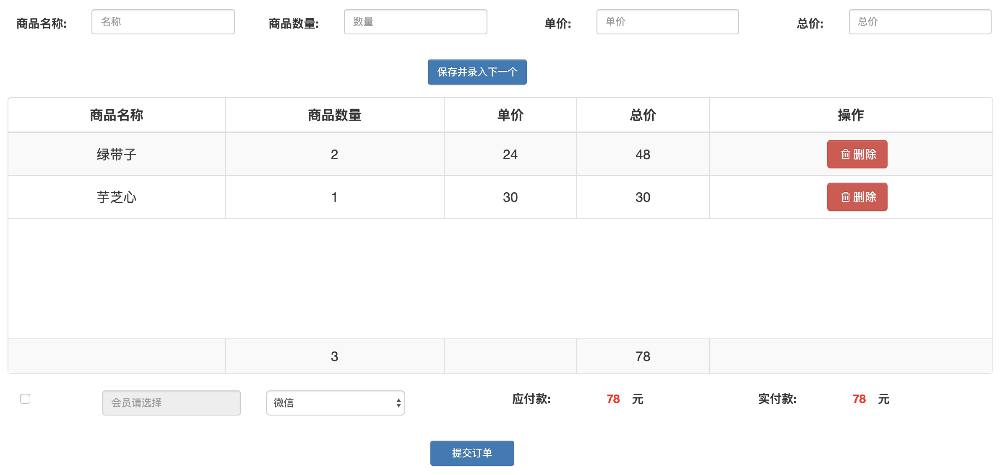 商品名称: 名称 商品数量: 数量 单价: 单价 总价: 总价
保存并录入下一个
商品名称 商品数量 单价 总价 操作
绿带子 2 24 48 删除
芋芝心 1 30 30 删除
3 78
会员请选择 微信 应付款: 78 元 实付款: 78 元
提交订单